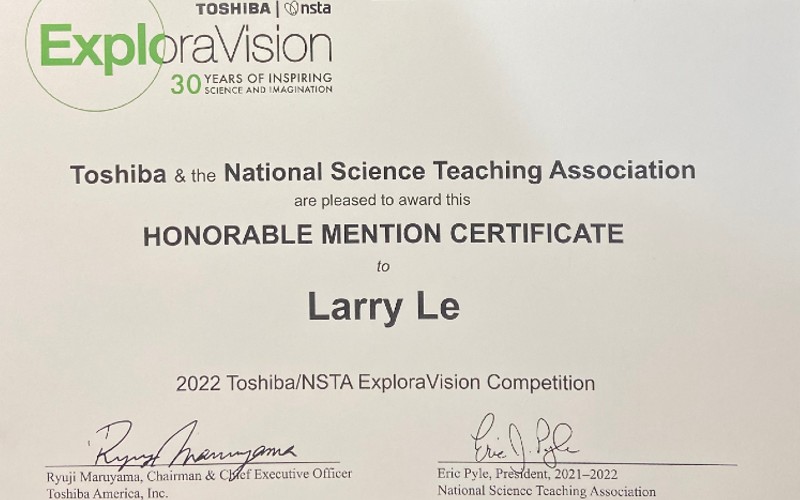 TOSHIBA | nsta
ExploraVision
30 YEARS OF INSPIRING
SCIENCE AND IMAGINATION
Toshiba & the National Science Teaching Association
are pleased to award this
HONORABLE MENTION CERTIFICATE
to
Larry Le
2022 Toshiba/NSTA ExploraVision Competition
Ryuji Maruyama
Eric J. Pyle
Ryuji Maruyama, Chairman & Chief Executive Officer
Toshiba America, Inc.
Eric Pyle, President, 2021–2022
National Science Teaching Association